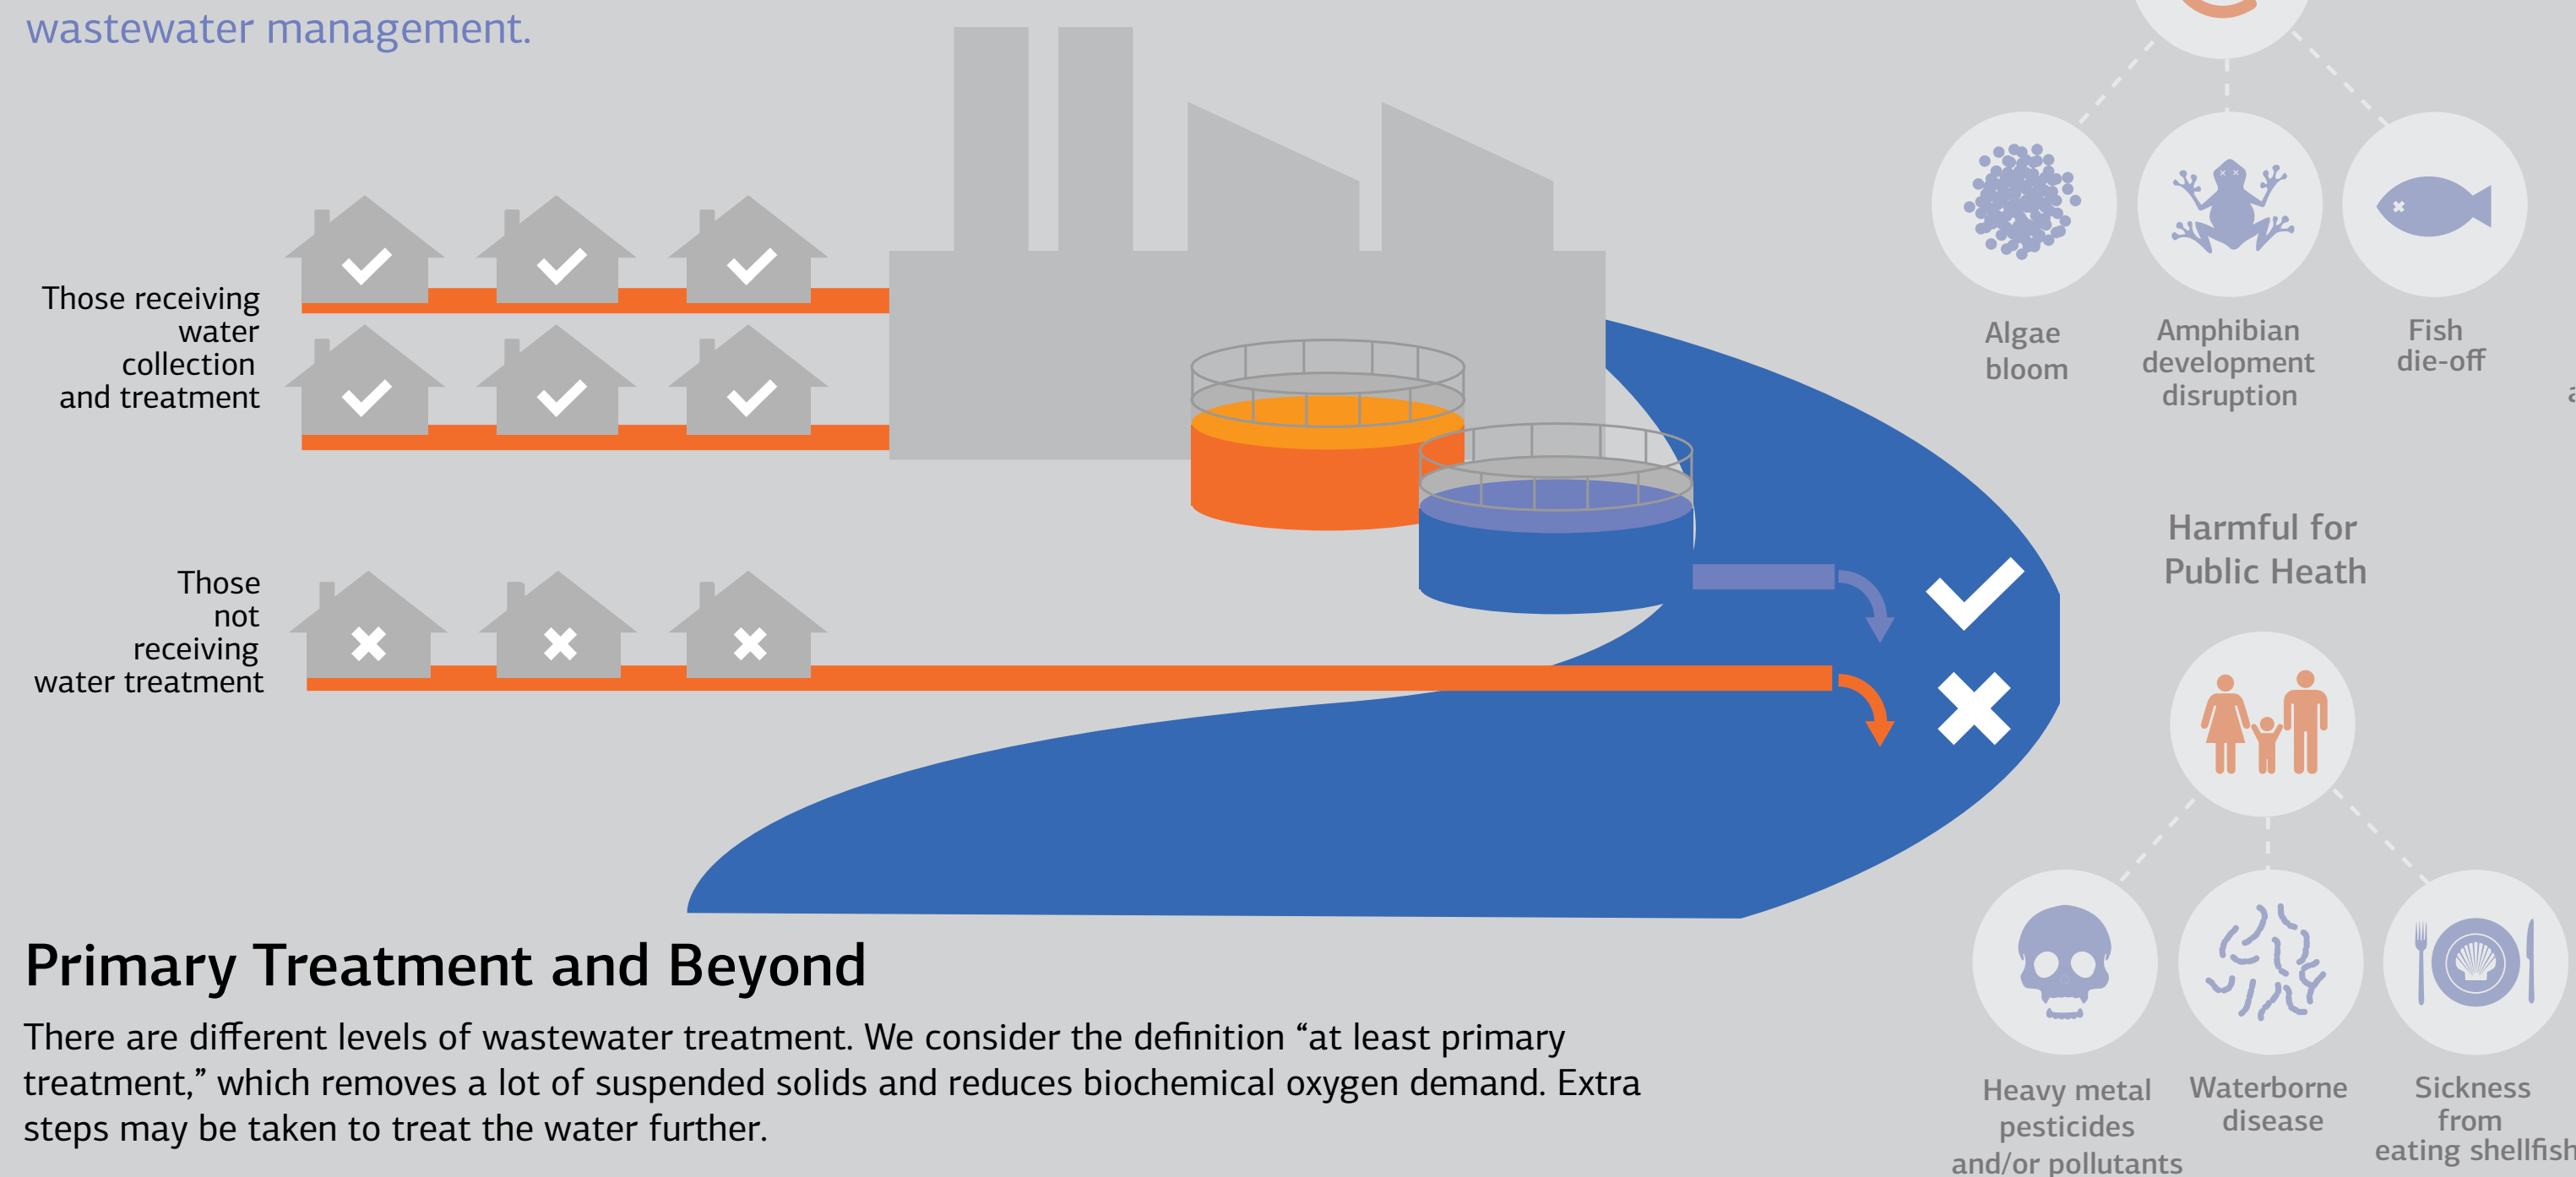 wastewater management.
Those receiving
water
collection
and treatment
Those
not
receiving
water treatment
Primary Treatment and Beyond
There are different levels of wastewater treatment. We consider the definition “at least primary
treatment,” which removes a lot of suspended solids and reduces biochemical oxygen demand. Extra
steps may be taken to treat the water further.
Algae
bloom
Amphibian
development
disruption
Fish
die-off
Harmful for
Public Heath
Heavy metal
pesticides
and/or pollutants
Waterborne
disease
Sickness
from
eating shellfish